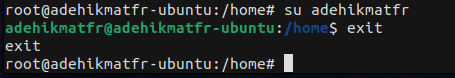 root@adehikmatfr-ubuntu:/home# su adehikmatfr
adehikmatfr@adehikmatfr-ubuntu:/home$ exit
exit
root@adehikmatfr-ubuntu:/home#